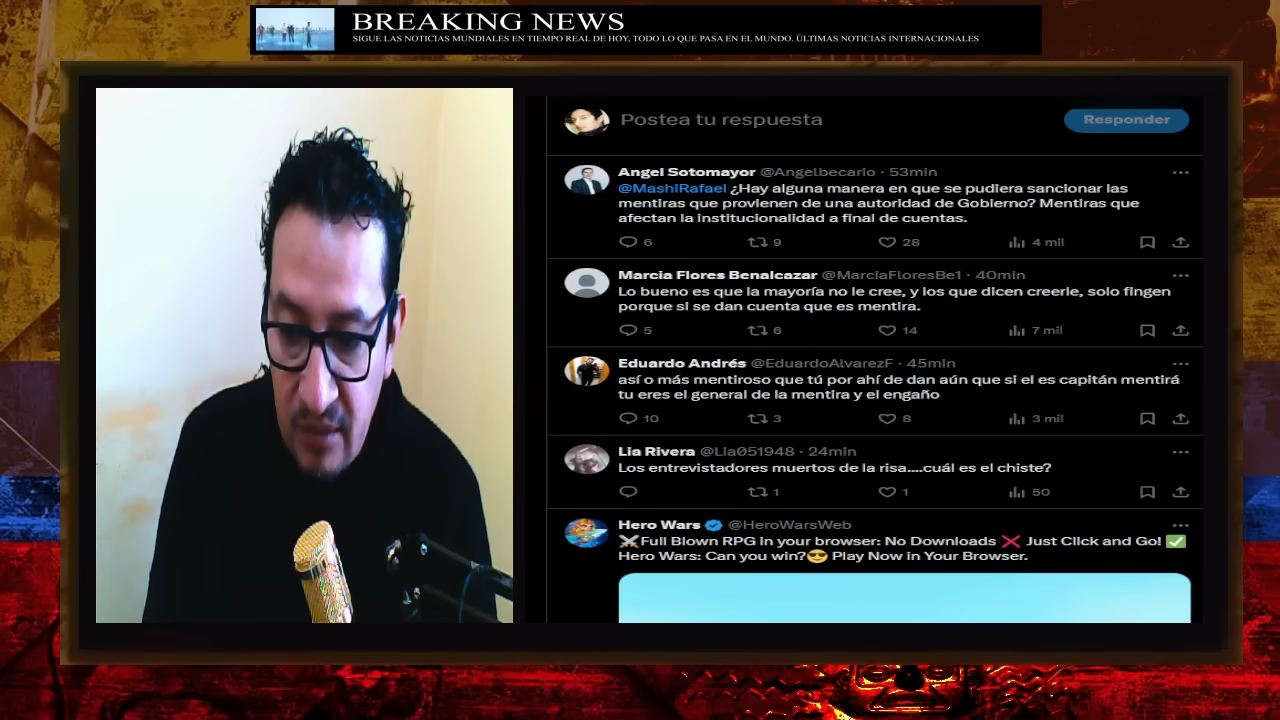 BREAKING NEWS
SIGUE LAS NOTICIAS MUNDIALES EN TIEMPO REAL DE HOY, TODO LO QUE PASA EN EL MUNDO. ÚLTIMAS NOTICIAS INTERNACIONALES
Postea tu respuesta
Responder
Angel Sotomayor @Angelbecario · 53min
@MashiRafael ¿Hay alguna manera en que se pudiera sancionar las
mentiras que provienen de una autoridad de Gobierno? Mentiras que
afectan la institucionalidad a final de cuentas.
6 9 28 4 mil
Marcia Flores Benalcazar @MarciaFloresBe1 · 40min
Lo bueno es que la mayoría no le cree, y los que dicen creerle, solo fingen
porque si se dan cuenta que es mentira.
5 6 14 7 mil
Eduardo Andrés @EduardoAlvarezF · 45min
así o más mentiroso que tú por ahí de dan aún que si el es capitán mentirá
tu eres el general de la mentira y el engaño
10 3 8 3 mil
Lia Rivera @Lia051948 · 24min
Los entrevistadores muertos de la risa....cuál es el chiste?
1 1 50
Hero Wars @HeroWarsWeb
⚔️Full Blown RPG in your browser: No Downloads ❌ Just Click and Go! ✅
Hero Wars: Can you win?😎 Play Now in Your Browser.